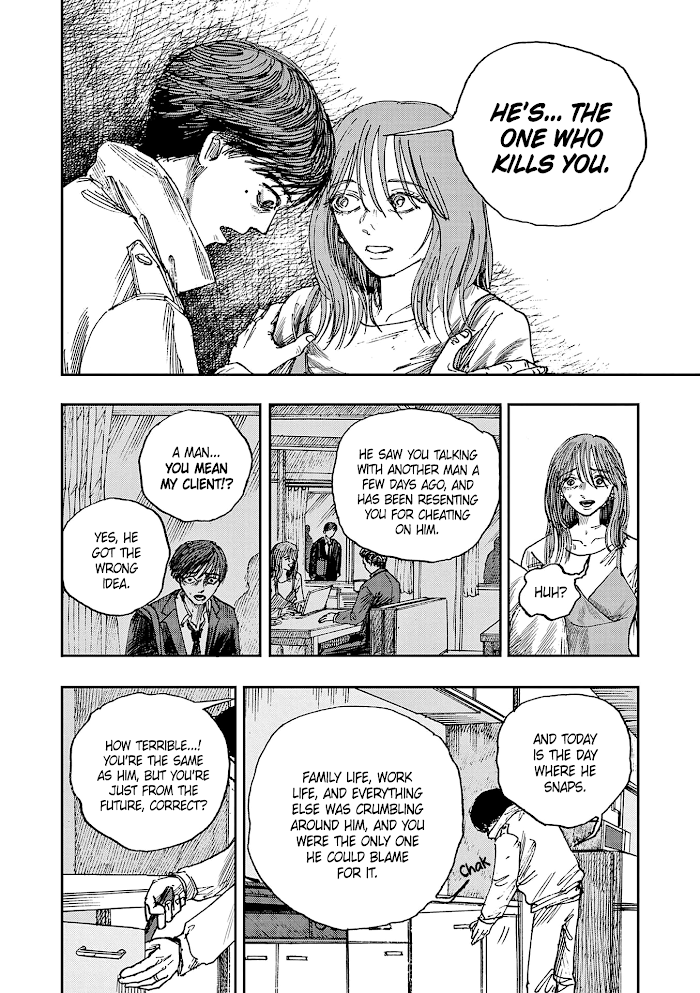 HE'S... THE
ONE WHO
KILLS YOU.
HUH?
HE SAW YOU TALKING
WITH ANOTHER MAN A
FEW DAYS AGO, AND
HAS BEEN RESENTING
YOU FOR CHEATING
ON HIM.
A MAN...
YOU MEAN
MY CLIENT!?
YES, HE
GOT THE
WRONG
IDEA.
AND TODAY
IS THE DAY
WHERE HE
SNAPS.
Chak
FAMILY LIFE, WORK
LIFE, AND EVERYTHING
ELSE WAS CRUMBLING
AROUND HIM, AND YOU
WERE THE ONLY ONE
HE COULD BLAME
FOR IT.
HOW TERRIBLE...!
YOU'RE THE SAME
AS HIM, BUT YOU'RE
JUST FROM THE
FUTURE, CORRECT?